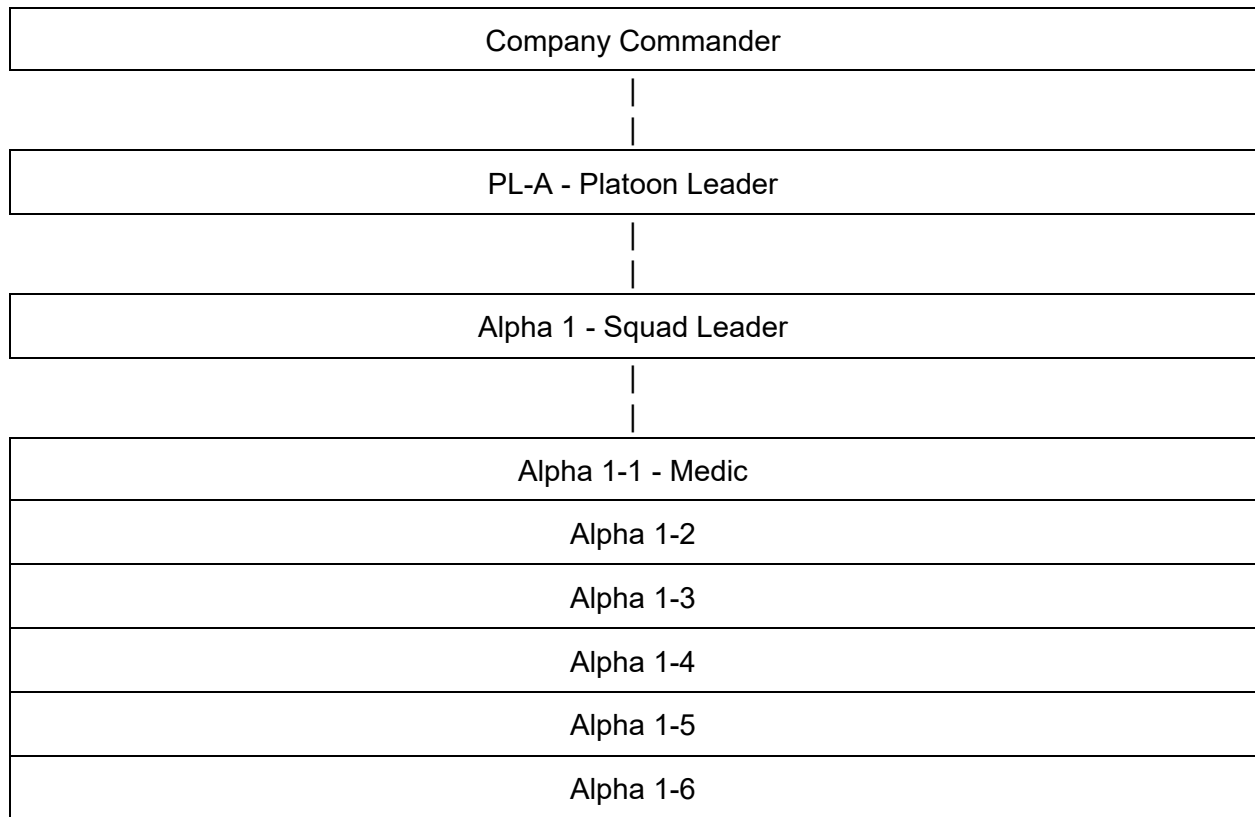 Company Commander
|
|
PL-A - Platoon Leader
|
|
Alpha 1 - Squad Leader
|
|
Alpha 1-1 - Medic
Alpha 1-2
Alpha 1-3
Alpha 1-4
Alpha 1-5
Alpha 1-6